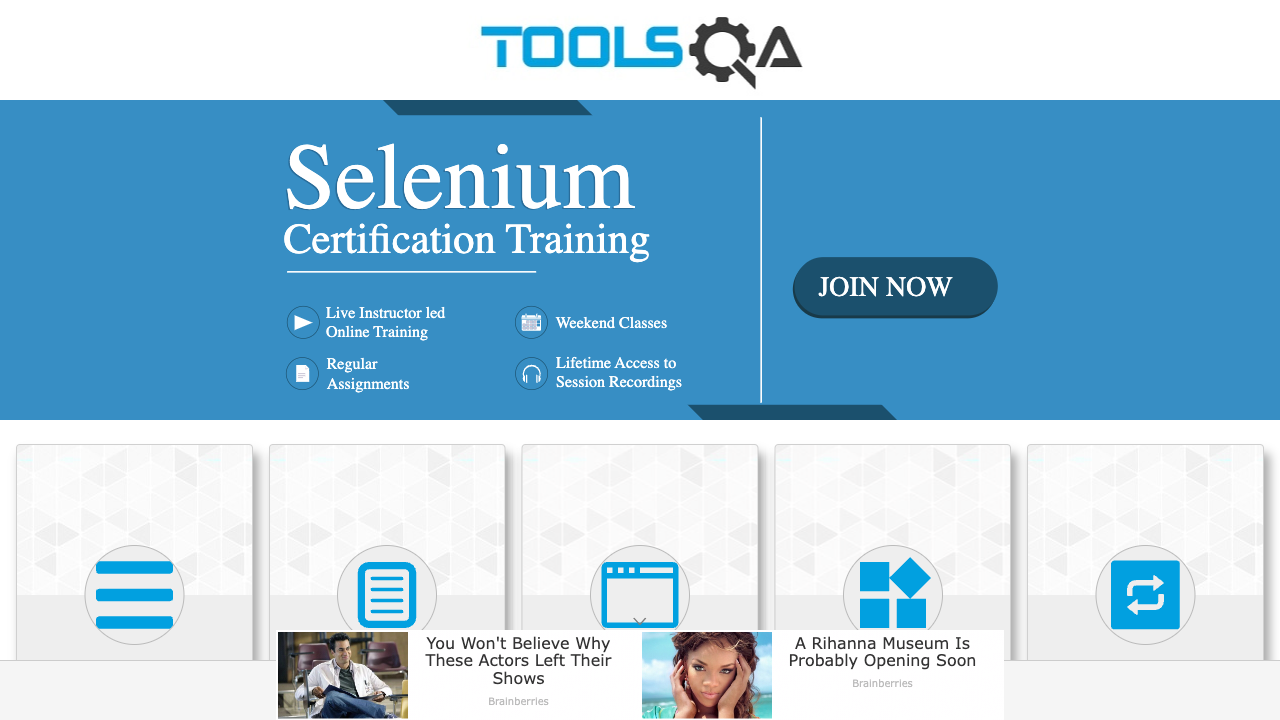 TOOLSQA
Selenium
Certification Training
JOIN NOW
Live Instructor led
Online Training
Weekend Classes
Regular
Assignments
Lifetime Access to
Session Recordings
You Won't Believe Why
These Actors Left Their
Shows
Brainberries
A Rihanna Museum Is
Probably Opening Soon
Brainberries